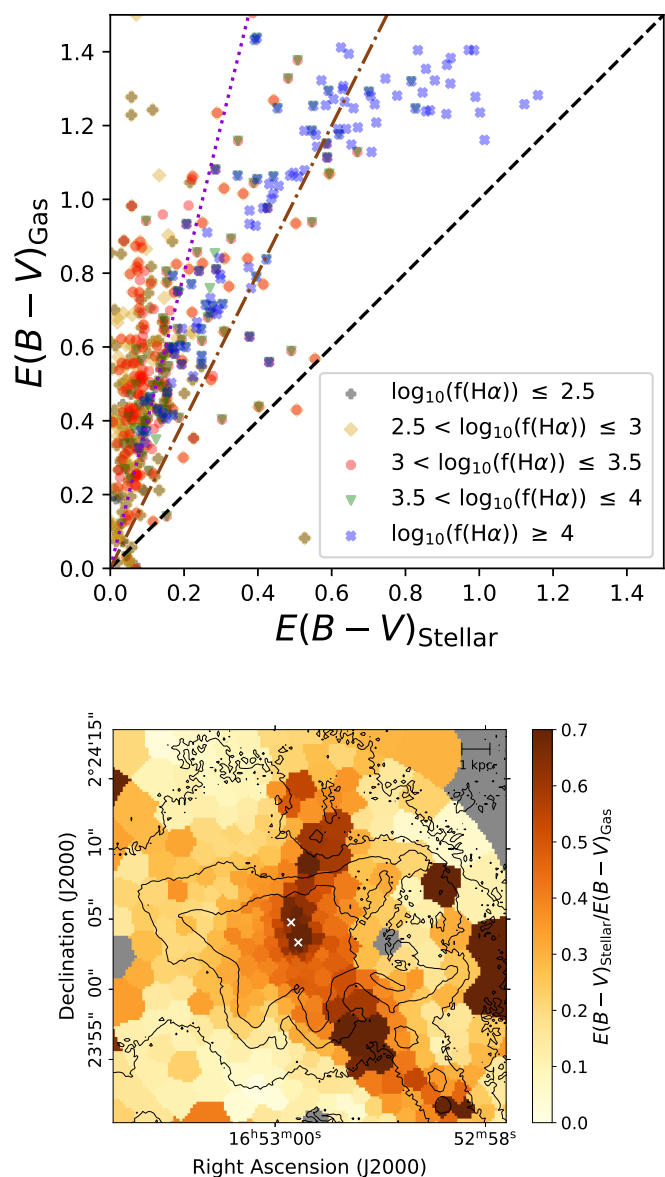 1.4
1.2
1.0
0.8
0.6
0.4
0.2
0.0
E(B − V)Gas
log₁₀(f(Hα)) ≤ 2.5
2.5 < log₁₀(f(Hα)) ≤ 3
3 < log₁₀(f(Hα)) ≤ 3.5
3.5 < log₁₀(f(Hα)) ≤ 4
log₁₀(f(Hα)) ≥ 4
0.0 0.2 0.4 0.6 0.8 1.0 1.2 1.4
E(B − V)Stellar
2°24'15"
10"
05"
00"
23'55"
Declination (J2000)
1 kpc
16ʰ53ᵐ00ˢ 52ᵐ58ˢ
Right Ascension (J2000)
0.7
0.6
0.5
0.4
0.3
0.2
0.1
0.0
E(B − V)Stellar/E(B − V)Gas